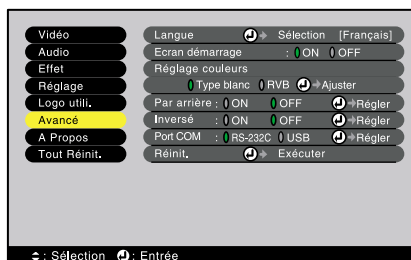 Vidéo
Audio
Effet
Réglage
Logo utili.
Avancé
A Propos
Tout Réinit.
Langue Sélection [Français]
Ecran démarrage : ON OFF
Réglage couleurs
Type blanc RVB Ajuster
Par arrière : ON OFF Régler
Inversé : ON OFF Régler
Port COM : RS-232C USB Régler
Réinit. Exécuter
: Sélection : Entrée